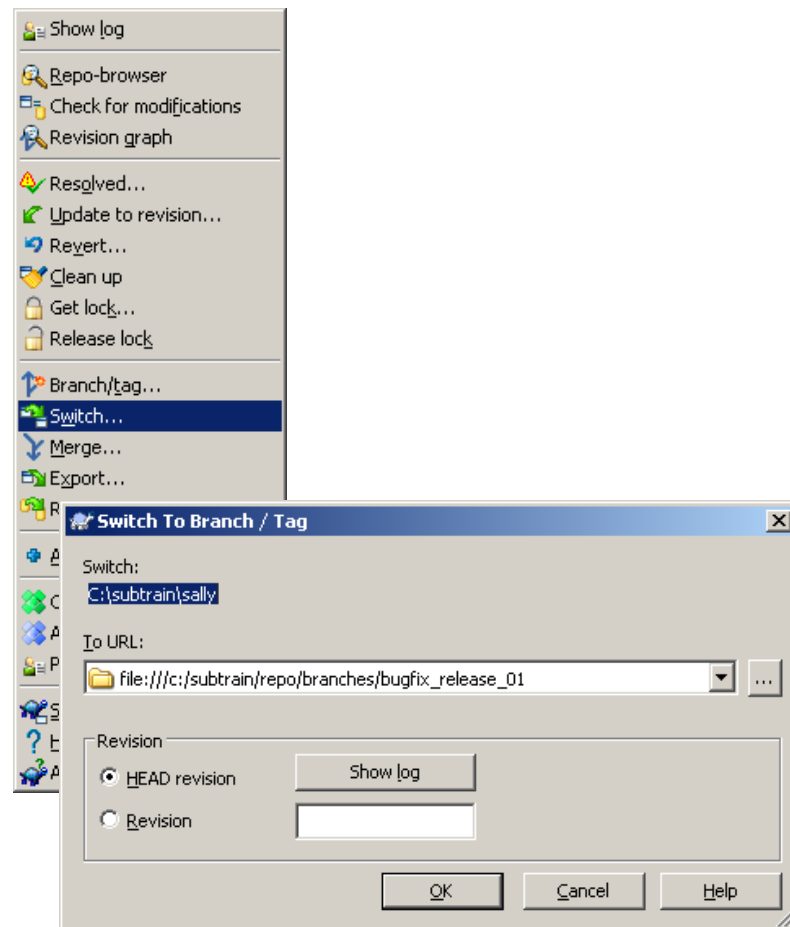 Show log
Repo-browser
Check for modifications
Revision graph
Resolved...
Update to revision...
Revert...
Clean up
Get lock...
Release lock
Branch/tag...
Switch...
Merge...
Export...
Switch To Branch / Tag
Switch:
C:\subtrain\sally
To URL:
file:///c:/subtrain/repo/branches/bugfix_release_01
...
Revision
HEAD revision
Show log
Revision
OK Cancel Help